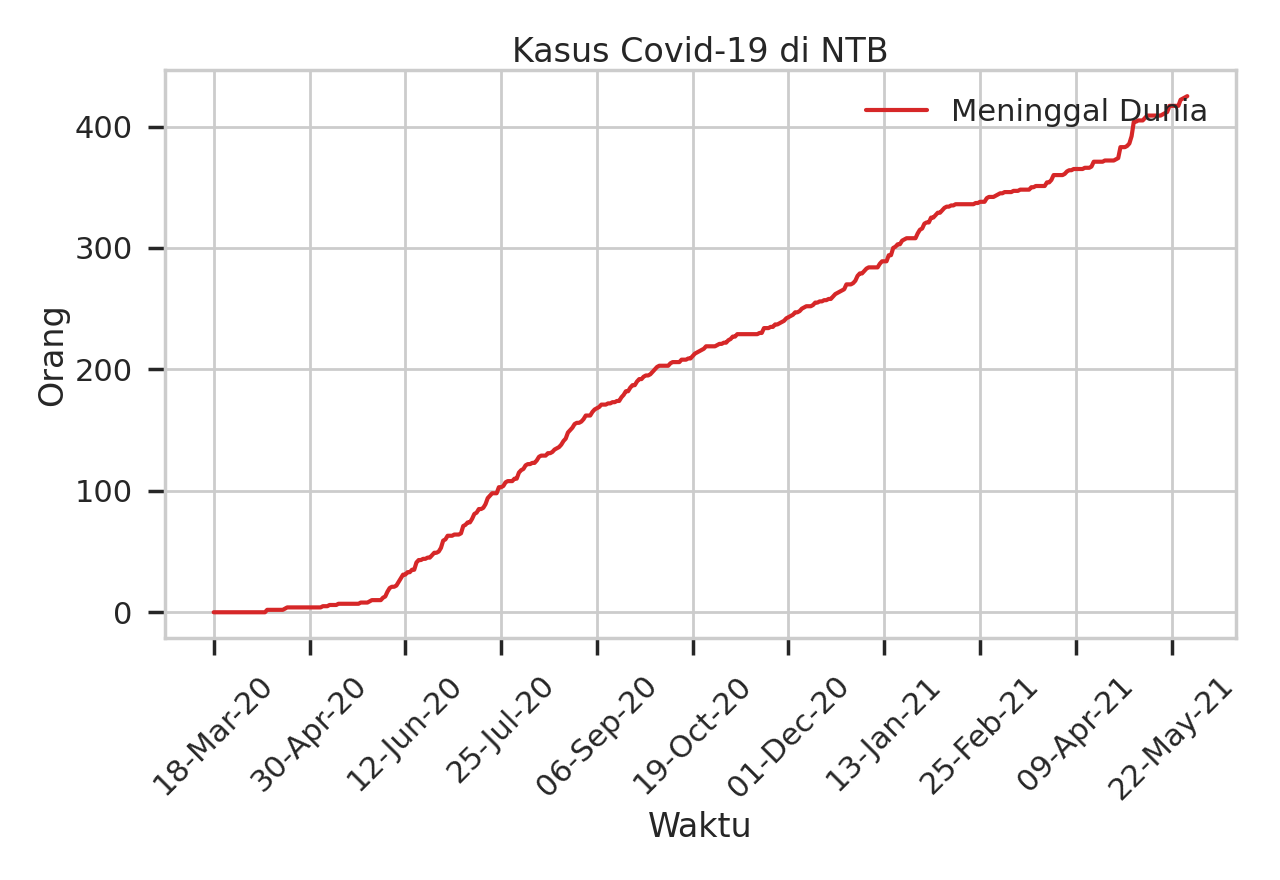 Kasus Covid-19 di NTB
Meninggal Dunia
Orang
400
300
200
100
0
18-Mar-20
30-Apr-20
12-Jun-20
25-Jul-20
06-Sep-20
19-Oct-20
01-Dec-20
13-Jan-21
25-Feb-21
09-Apr-21
22-May-21
Waktu